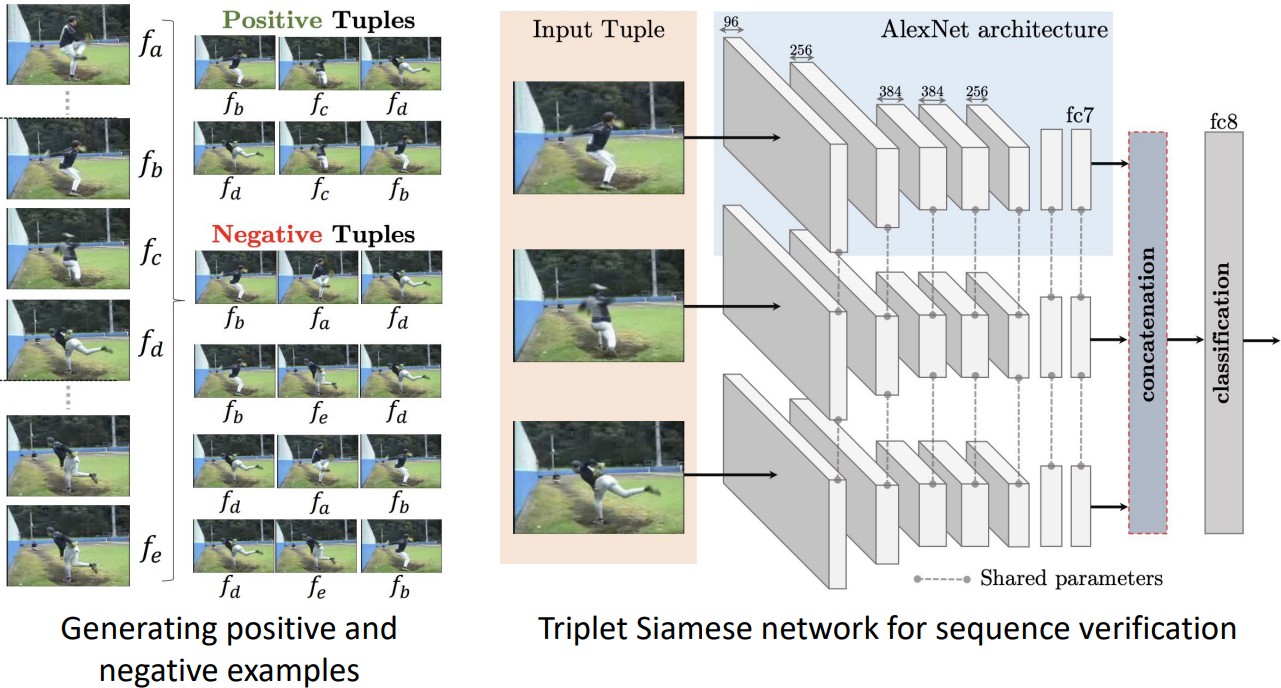 f_a
f_b
f_c
f_d
f_e
Positive Tuples
f_b f_c f_d
f_d f_c f_b
Negative Tuples
f_b f_a f_d
f_b f_e f_d
f_d f_a f_b
f_d f_e f_b
Generating positive and
negative examples
Input Tuple
AlexNet architecture
96
256
384
384
256
fc7
fc8
concatenation
classification
Shared parameters
Triplet Siamese network for sequence verification